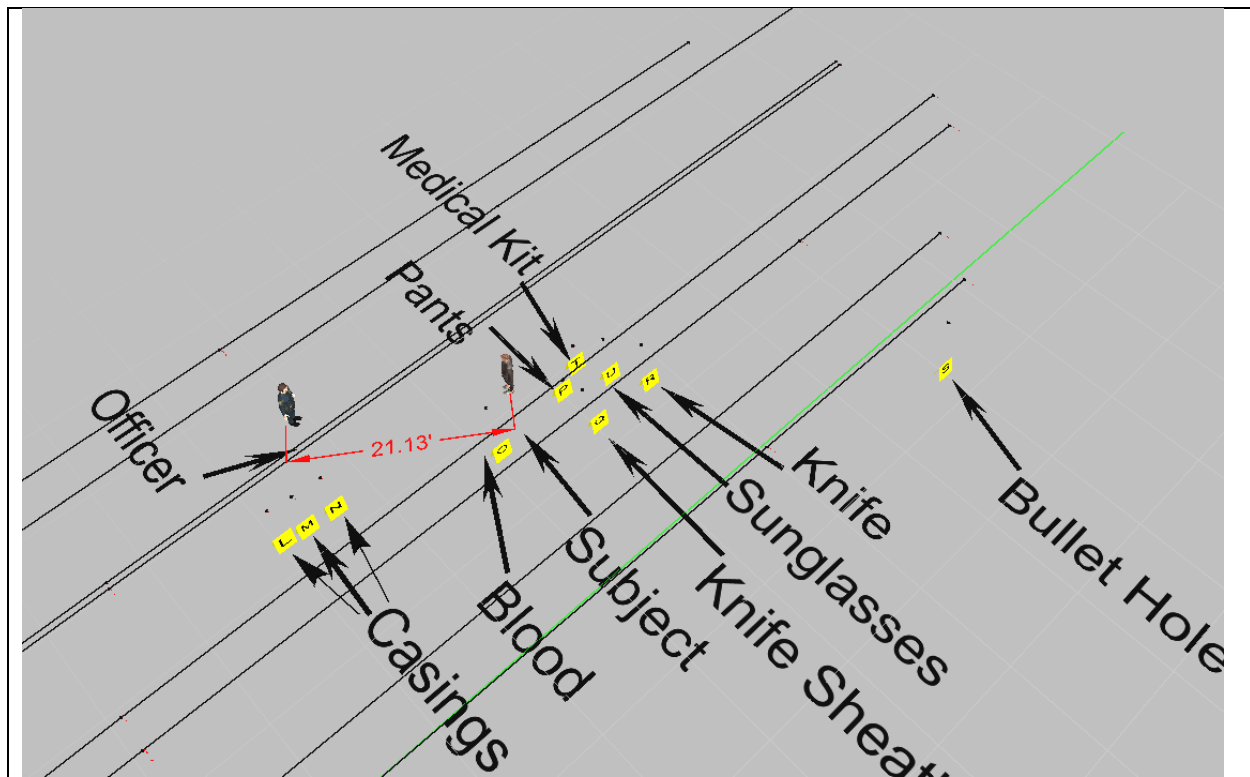 Medical Kit
Pants
Officer
21.13'
T
P
U
R
S
Q
O
N
M
L
Knife
Sunglasses
Bullet Hole
Knife Sheath
Subject
Blood
Casings